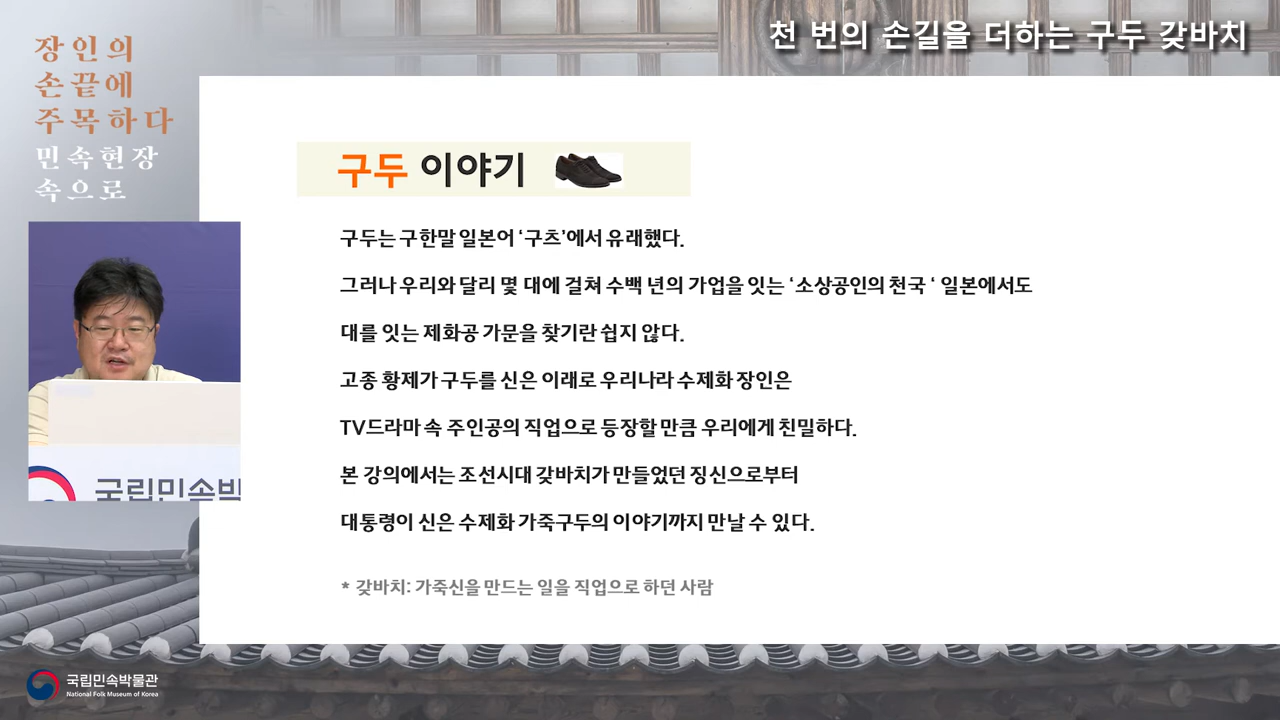 천 번의 손길을 더하는 구두 갖바치
장인의
손끝에
주목하다
민속현장
속으로
구두 이야기
구두는 구한말 일본어 ‘구츠’에서 유래했다.
그러나 우리와 달리 몇 대에 걸쳐 수백 년의 가업을 잇는 ‘소상공인의 천국 ‘ 일본에서도
대를 잇는 제화공 가문을 찾기란 쉽지 않다.
고종 황제가 구두를 신은 이래로 우리나라 수제화 장인은
TV드라마 속 주인공의 직업으로 등장할 만큼 우리에게 친밀하다.
본 강의에서는 조선시대 갖바치가 만들었던 징신으로부터
대통령이 신은 수제화 가죽구두의 이야기까지 만날 수 있다.
* 갖바치: 가죽신을 만드는 일을 직업으로 하던 사람
국립민속박
국립민속박물관
National Folk Museum of Korea